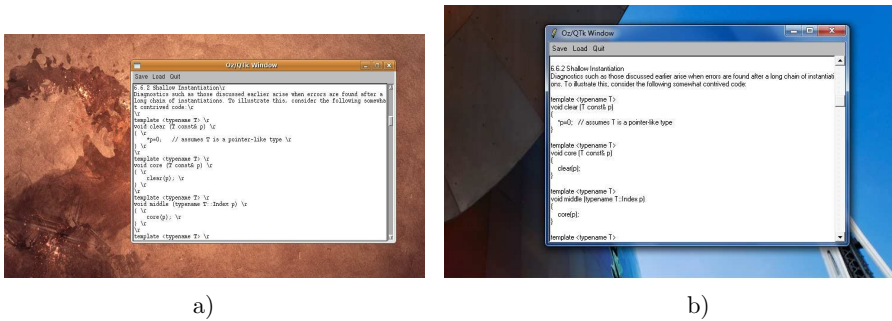 Oz/QTk Window
Save Load Quit
6.6.2 Shallow Instantiation\r
Diagnostics such as those discussed earlier arise when errors are found after a
long chain of instantiations. To illustrate this, consider the following somewha
t contrived code:\r
\r
template <typename T> \r
void clear (T const& p) \r
{ \r
*p=0; // assumes T is a pointer-like type \r
} \r
\r
template <typename T> \r
void core (T const& p) \r
{ \r
clear(p); \r
} \r
\r
template <typename T> \r
void middle (typename T::Index p) \r
{ \r
core(p); \r
} \r
\r
template <typename T> \r
a)
Oz/QTk Window
Save Load Quit
6.6.2 Shallow Instantiation
Diagnostics such as those discussed earlier arise when errors are found after a long chain of instantiati
ons. To illustrate this, consider the following somewhat contrived code:
template <typename T>
void clear (T const& p)
{
*p=0; // assumes T is a pointer-like type
}
template <typename T>
void core (T const& p)
{
clear(p);
}
template <typename T>
void middle (typename T::Index p)
{
core(p);
}
template <typename T>
b)